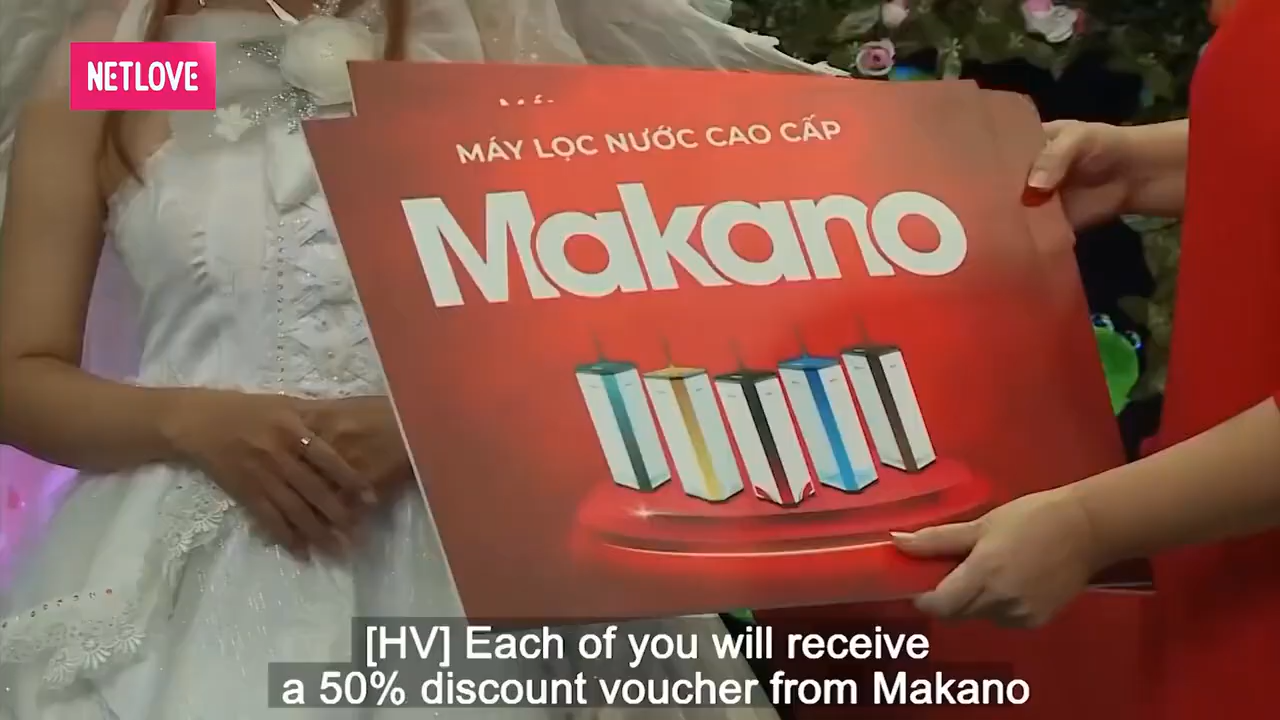 NETLOVE
MÁY LỌC NƯỚC CAO CẤP
Makano
[HV] Each of you will receive
a 50% discount voucher from Makano